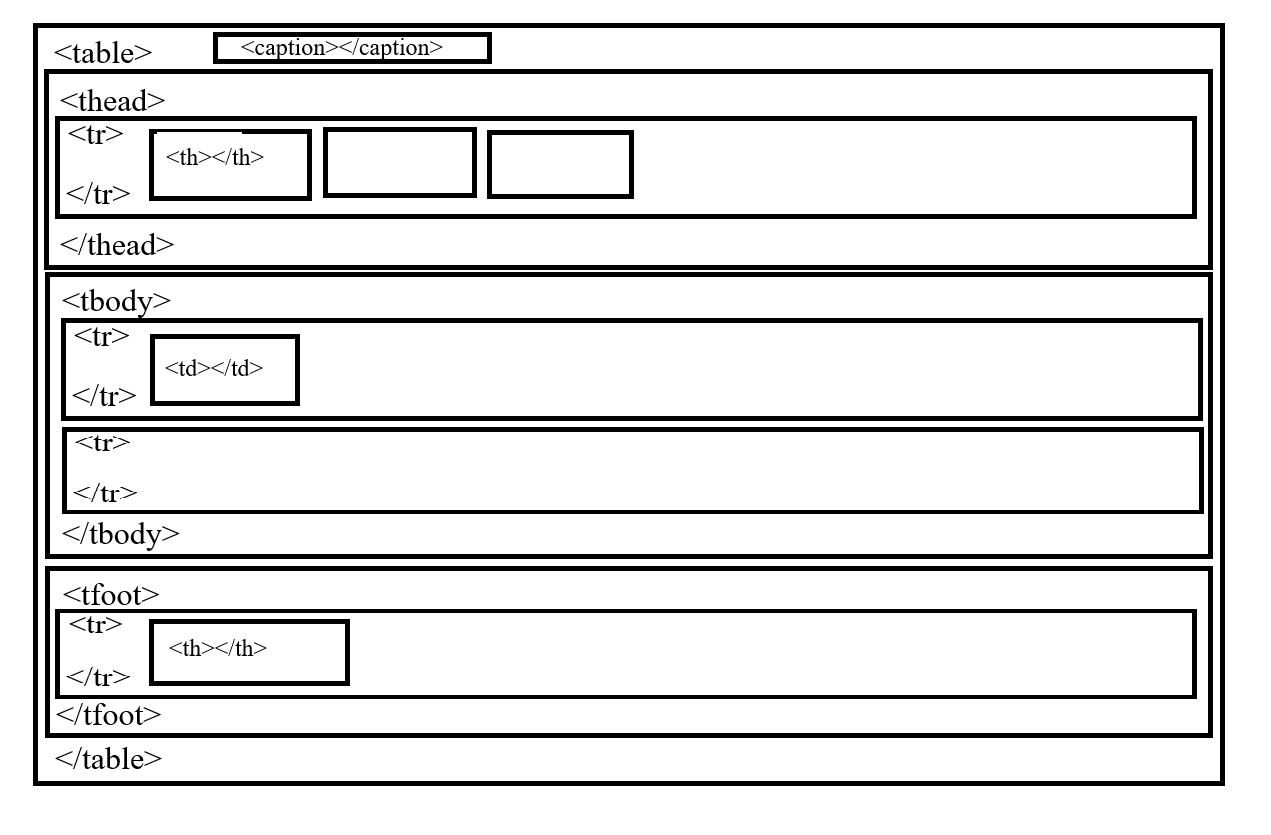 <table> <caption></caption>
<thead>
<tr>
<th></th>
</tr>
</thead>
<tbody>
<tr>
<td></td>
</tr>
<tr>
</tr>
</tbody>
<tfoot>
<tr>
<th></th>
</tr>
</tfoot>
</table>